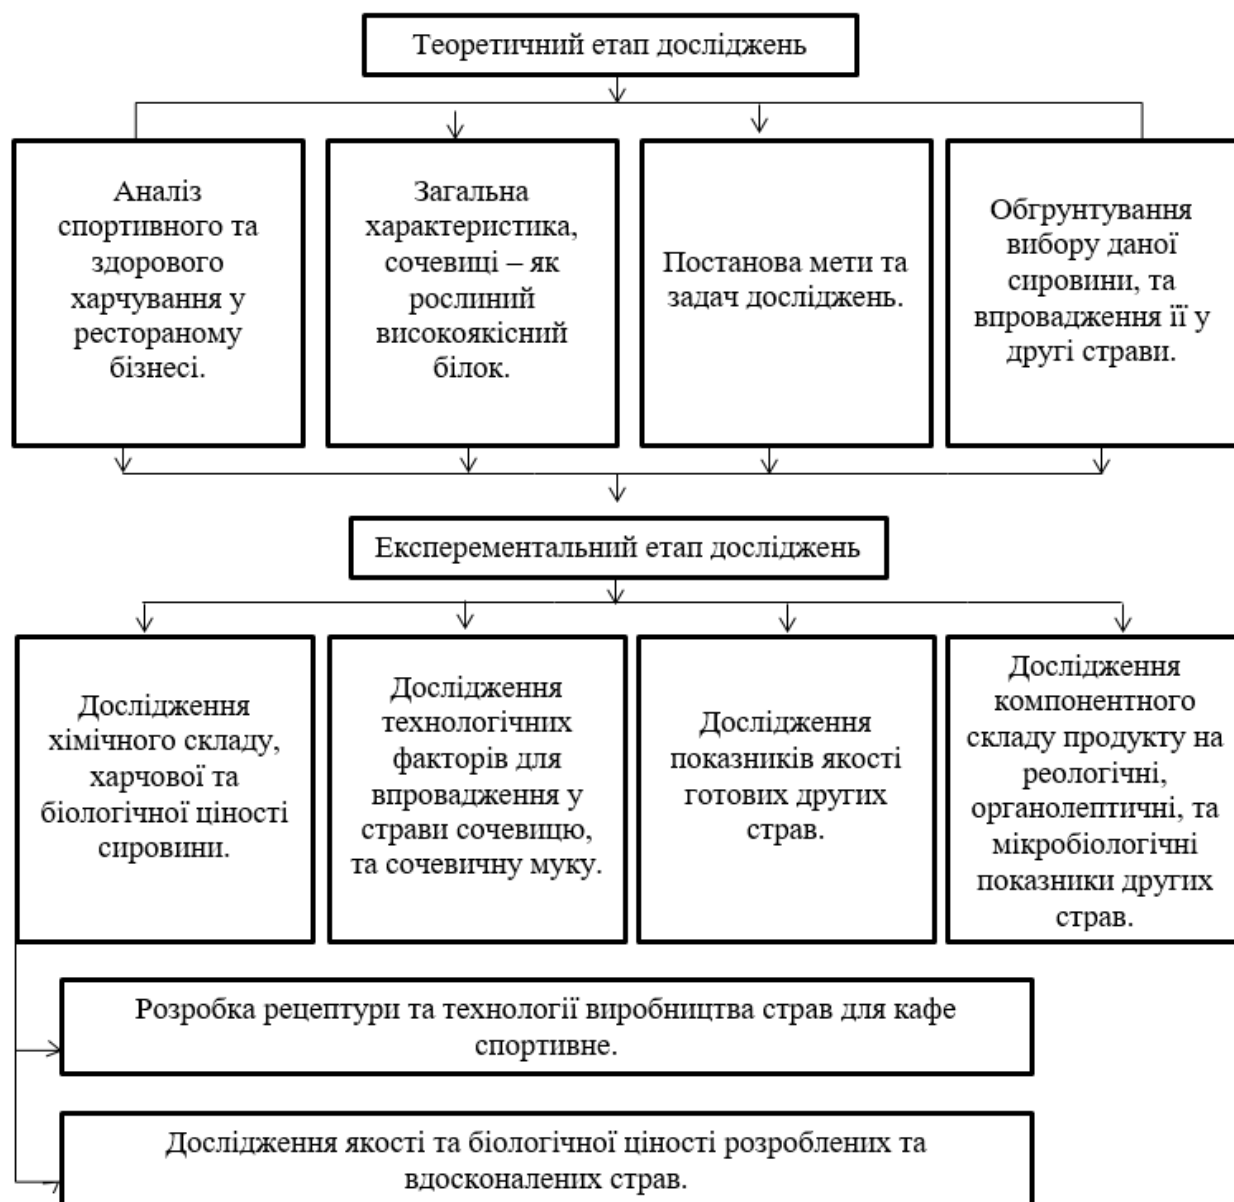 Теоретичний етап досліджень
Аналіз
спортивного та
здорового
харчування у
ресторaному
бізнесі.
Загальна
характеристика,
сочевиці – як
рослиний
високоякісний
білок.
Постанова мети та
задач досліджень.
Обгрунтування
вибору даної
сировини, та
впровадження її у
другі страви.
Експерементальний етап досліджень
Дослідження
хімічного складу,
харчової та
біологічної ціності
сировини.
Дослідження
технологічних
факторів для
впровадження у
страви сочевицю,
та сочевичну муку.
Дослідження
показників якості
готових других
страв.
Дослідження
компонентного
складу продукту на
реологічні,
органолептичні, та
мікробіологічні
показники других
страв.
Розробка рецептури та технології виробництва страв для кафе
спортивне.
Дослідження якості та біологічної ціності розроблених та
вдосконалених страв.